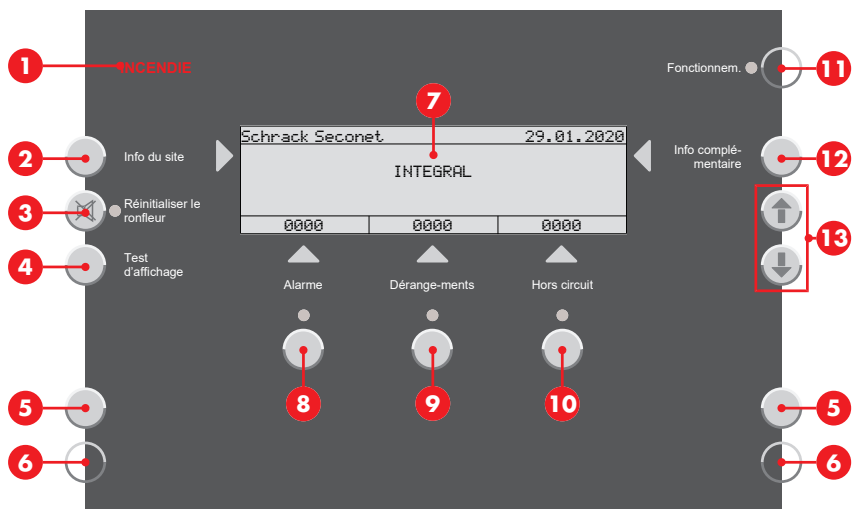 1
INCENDIE
Fonctionnem.
11
7
Schrack Seconet 29.01.2020
INTEGRAL
0000 0000 0000
2
Info du site
Info complé-
mentaire
12
3
Réinitialiser le
ronfleur
13
4
Test
d'affichage
Alarme
Dérange-ments
Hors circuit
8
9
10
5
5
6
6